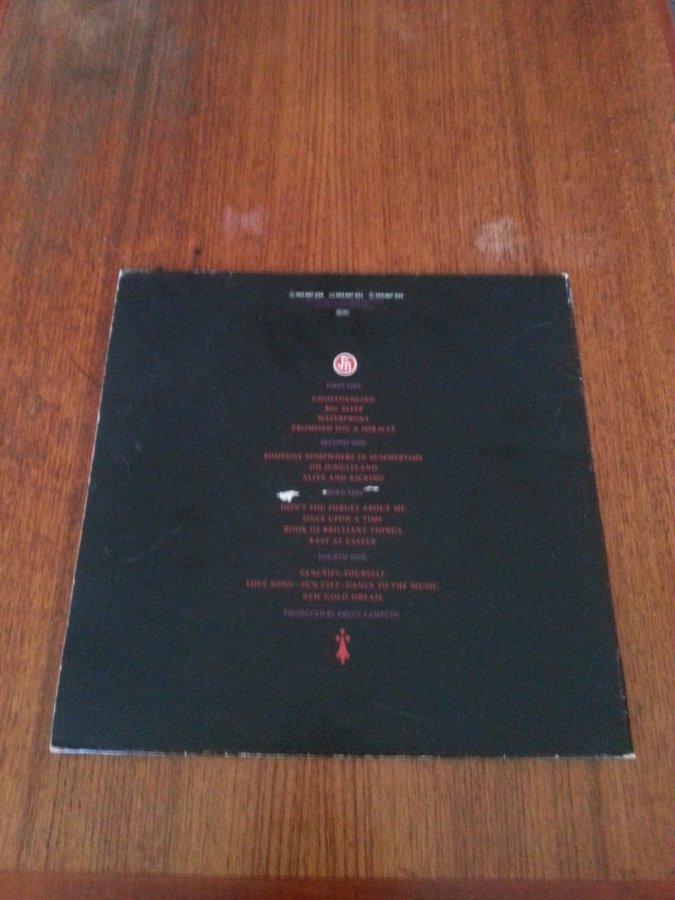 FIRST SIDE
GHOSTDANCING
BIG SLEEP
WATERFRONT
PROMISED YOU A MIRACLE
SECOND SIDE
SOMEONE SOMEWHERE IN SUMMERTIME
OH JUNGLELAND
ALIVE AND KICKING
THIRD SIDE
DON'T YOU FORGET ABOUT ME
ONCE UPON A TIME
BOOK OF BRILLIANT THINGS
EAST AT EASTER
FOURTH SIDE
SANCTIFY YOURSELF
LOVE SONG–SUN CITY–DANCE TO THE MUSIC
NEW GOLD DREAM
PRODUCED BY BRUCE LAMPCOV